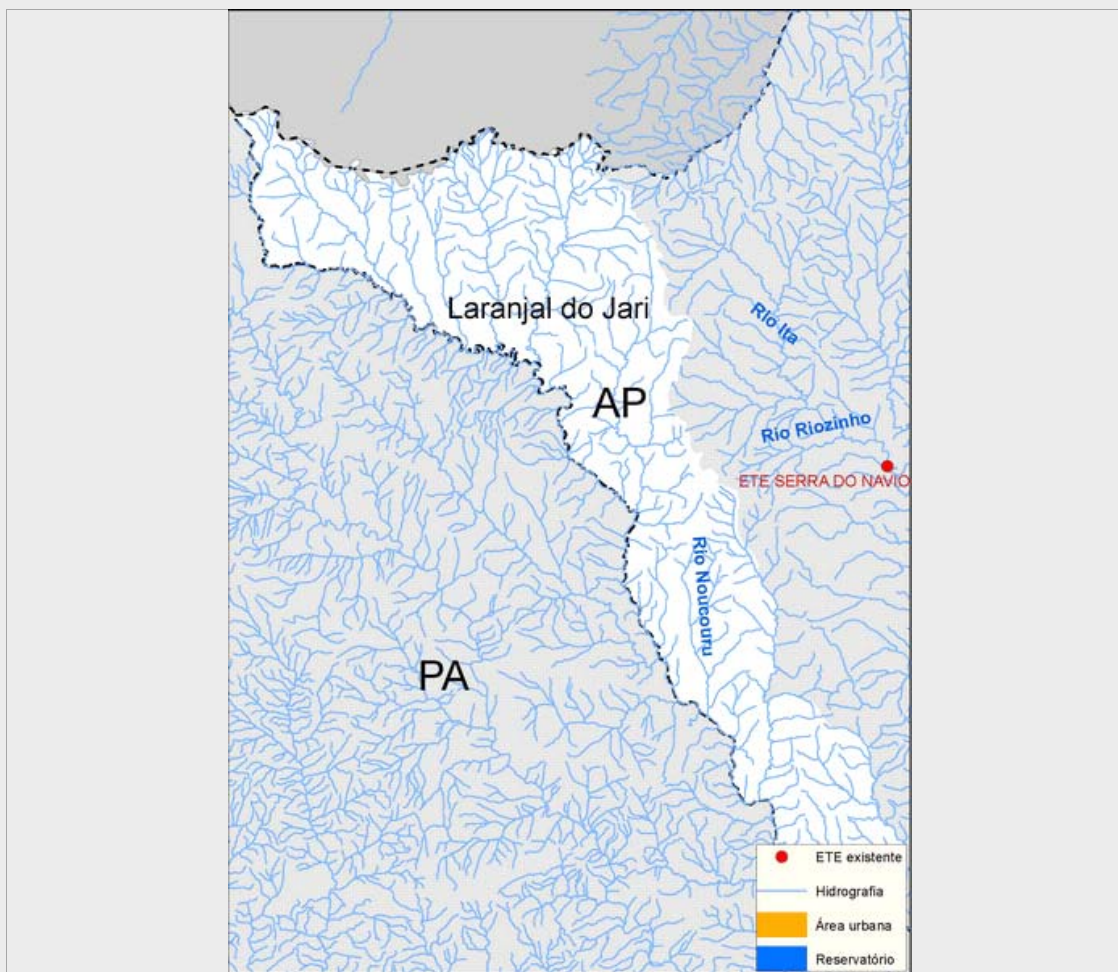 Laranjal do Jari
Rio Ita
AP
Rio Riozinho
ETE SERRA DO NAVIO
Rio Noucouru
PA
ETE existente
Hidrografia
Área urbana
Reservatório